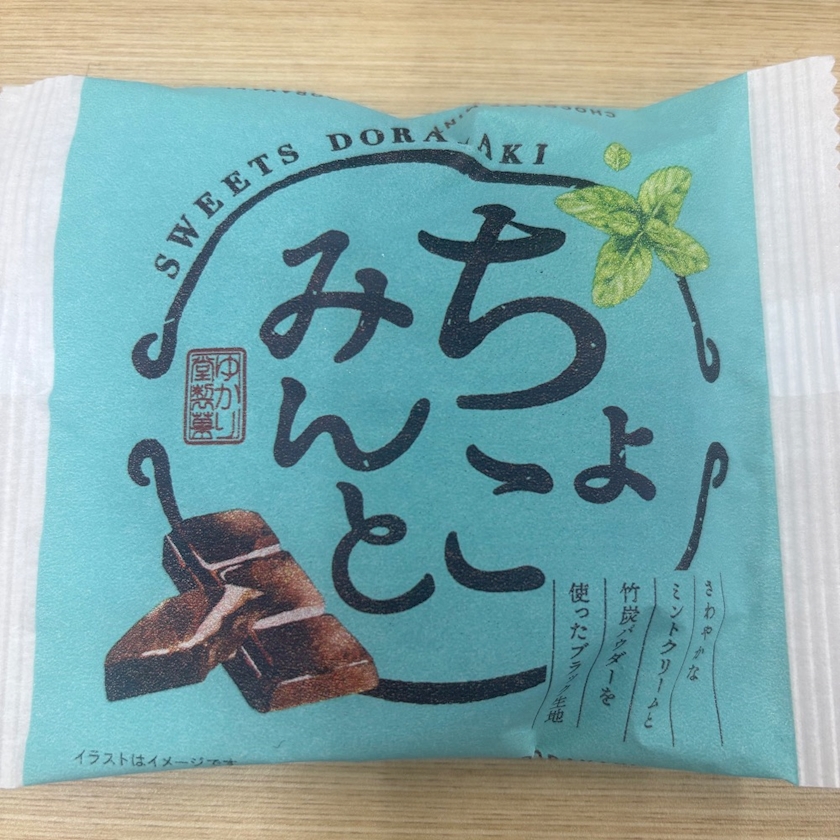 SWEETS DORAYAKI
ちょこ
みんと
ゆかり
堂製菓
さわやかな
ミントクリームと
竹炭パウダーを
使ったブラック生地
イラストはイメージです